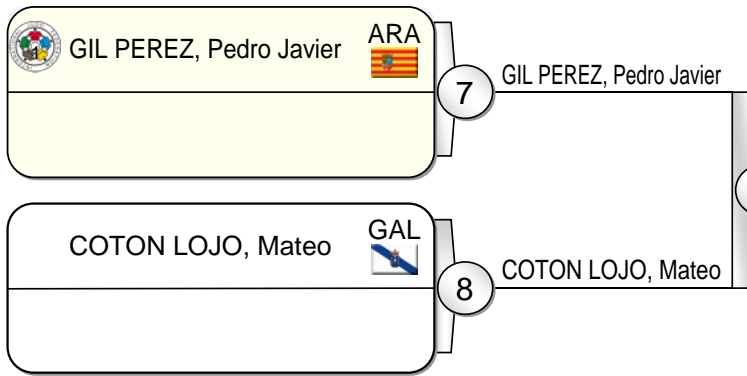 GIL PEREZ, Pedro Javier ARA
7
GIL PEREZ, Pedro Javier
COTON LOJO, Mateo GAL
8
COTON LOJO, Mateo